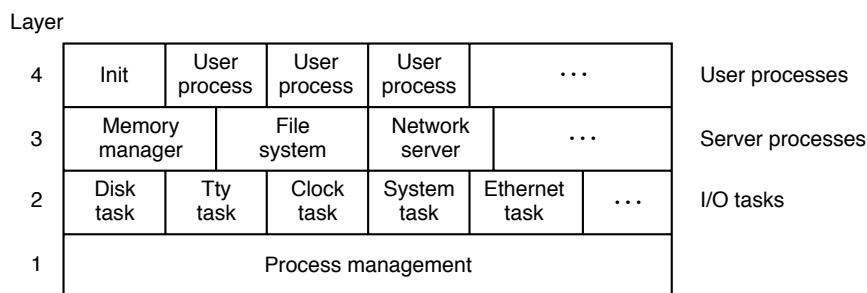 Layer
4 Init User process User process User process ... User processes
3 Memory manager File system Network server ... Server processes
2 Disk task Tty task Clock task System task Ethernet task ... I/O tasks
1 Process management